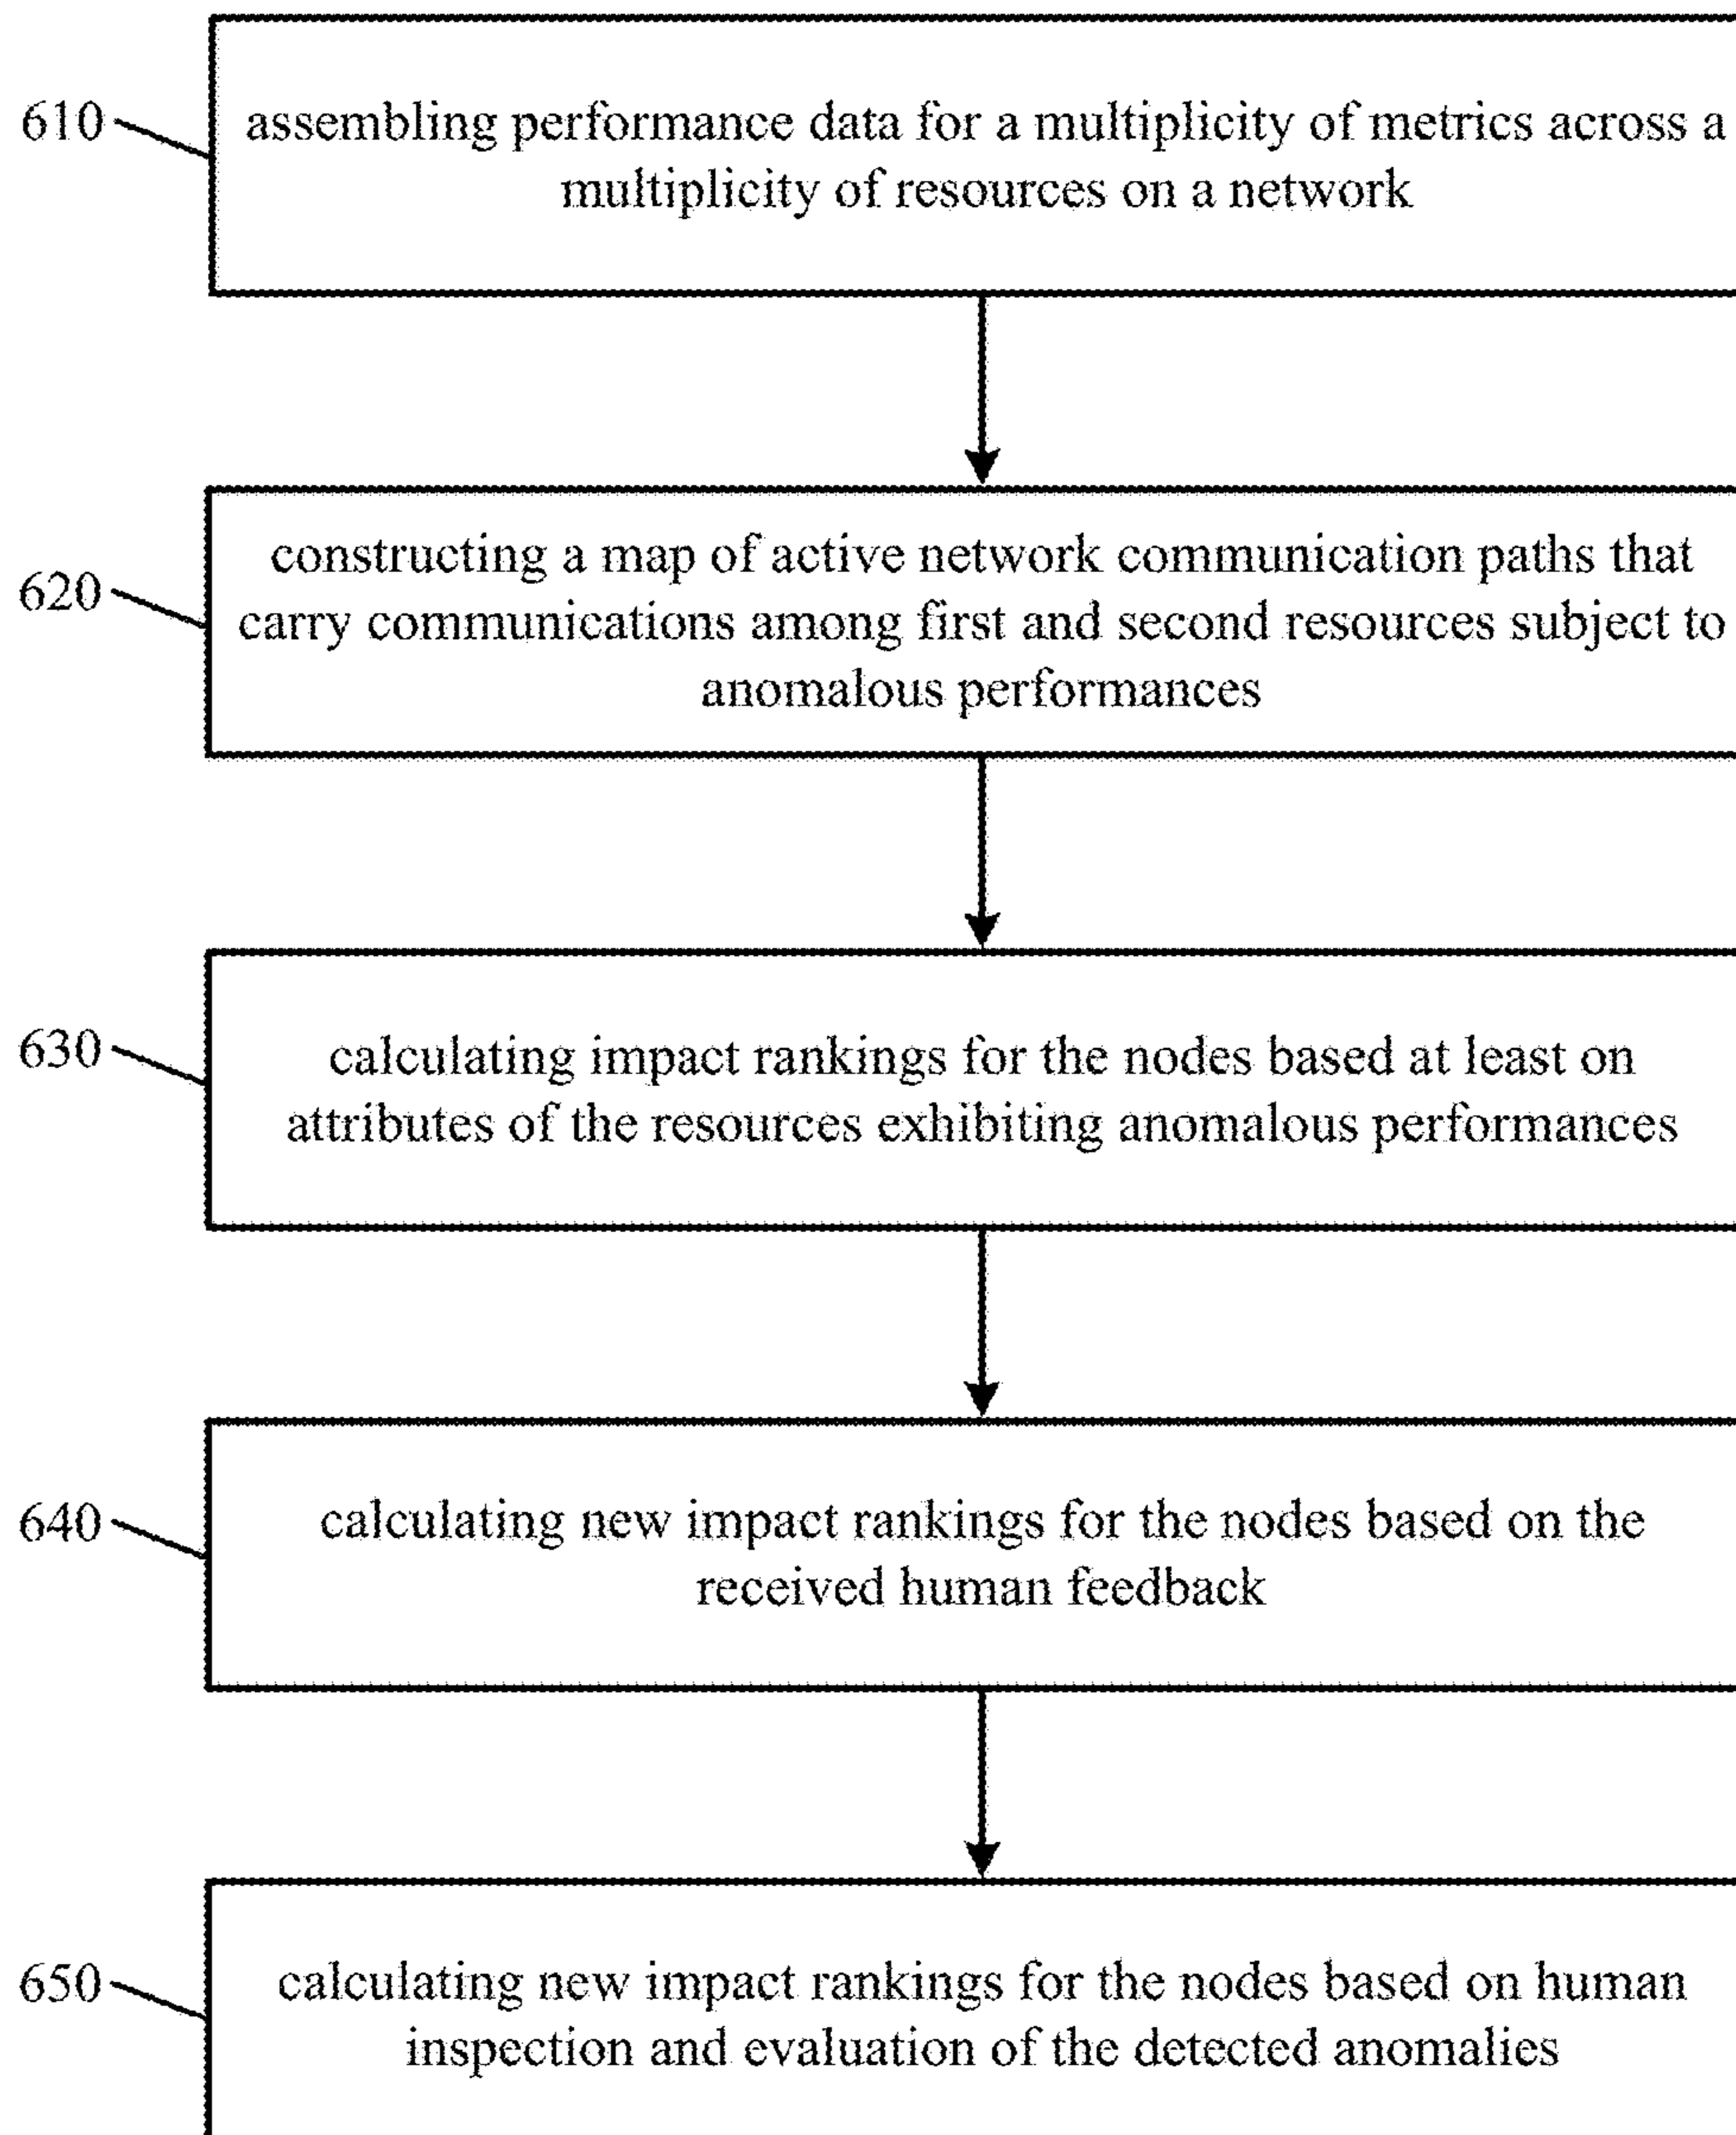 610
assembling performance data for a multiplicity of metrics across a
multiplicity of resources on a network
620
constructing a map of active network communication paths that
carry communications among first and second resources subject to
anomalous performances
630
calculating impact rankings for the nodes based at least on
attributes of the resources exhibiting anomalous performances
640
calculating new impact rankings for the nodes based on the
received human feedback
650
calculating new impact rankings for the nodes based on human
inspection and evaluation of the detected anomalies